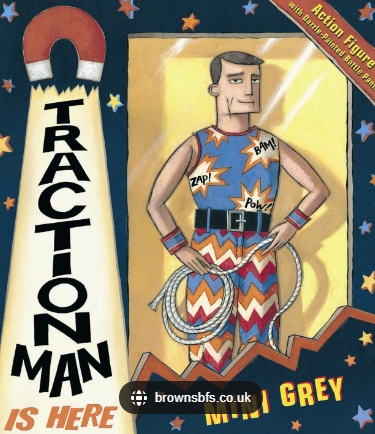 Action Figure
with Dazzle-Painted Battle Pants
TRACTION
MAN
IS HERE
ZAP!
BAM!
POW!
MINI GREY
brownsbfs.co.uk